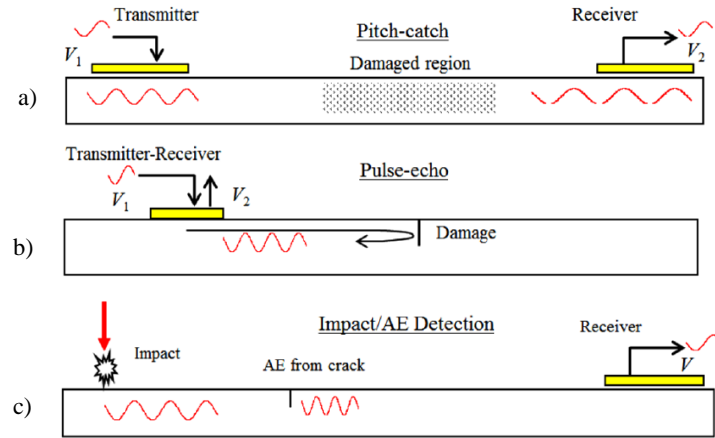 Transmitter
Receiver
Pitch-catch
V1
V2
Damaged region
a)
Transmitter-Receiver
Pulse-echo
V1
V2
Damage
b)
Impact/AE Detection
Receiver
Impact
V
AE from crack
c)